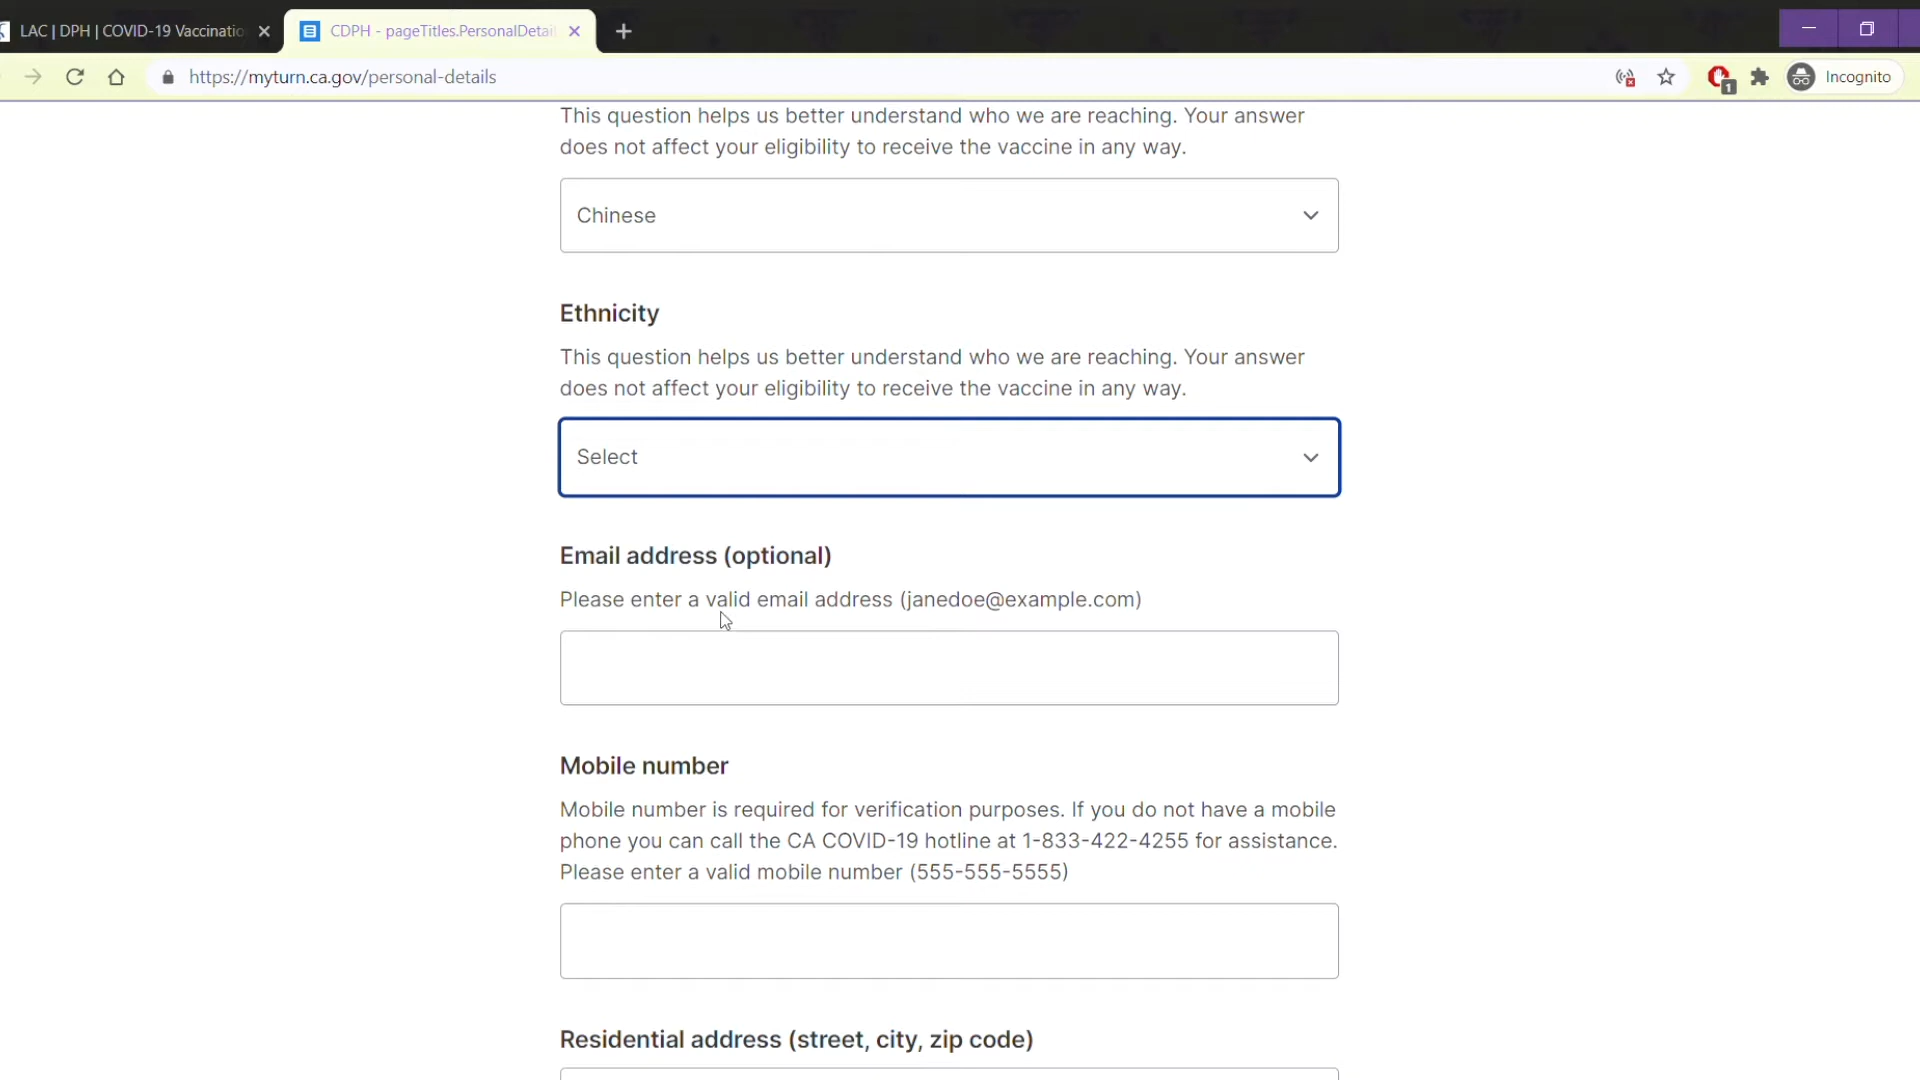 LAC | DPH | COVID-19 Vaccinatio
CDPH - pageTitles.PersonalDetail
https://myturn.ca.gov/personal-details
1
Incognito
This question helps us better understand who we are reaching. Your answer
does not affect your eligibility to receive the vaccine in any way.
Chinese
Ethnicity
This question helps us better understand who we are reaching. Your answer
does not affect your eligibility to receive the vaccine in any way.
Select
Email address (optional)
Please enter a valid email address (janedoe@example.com)
Mobile number
Mobile number is required for verification purposes. If you do not have a mobile
phone you can call the CA COVID-19 hotline at 1-833-422-4255 for assistance.
Please enter a valid mobile number (555-555-5555)
Residential address (street, city, zip code)